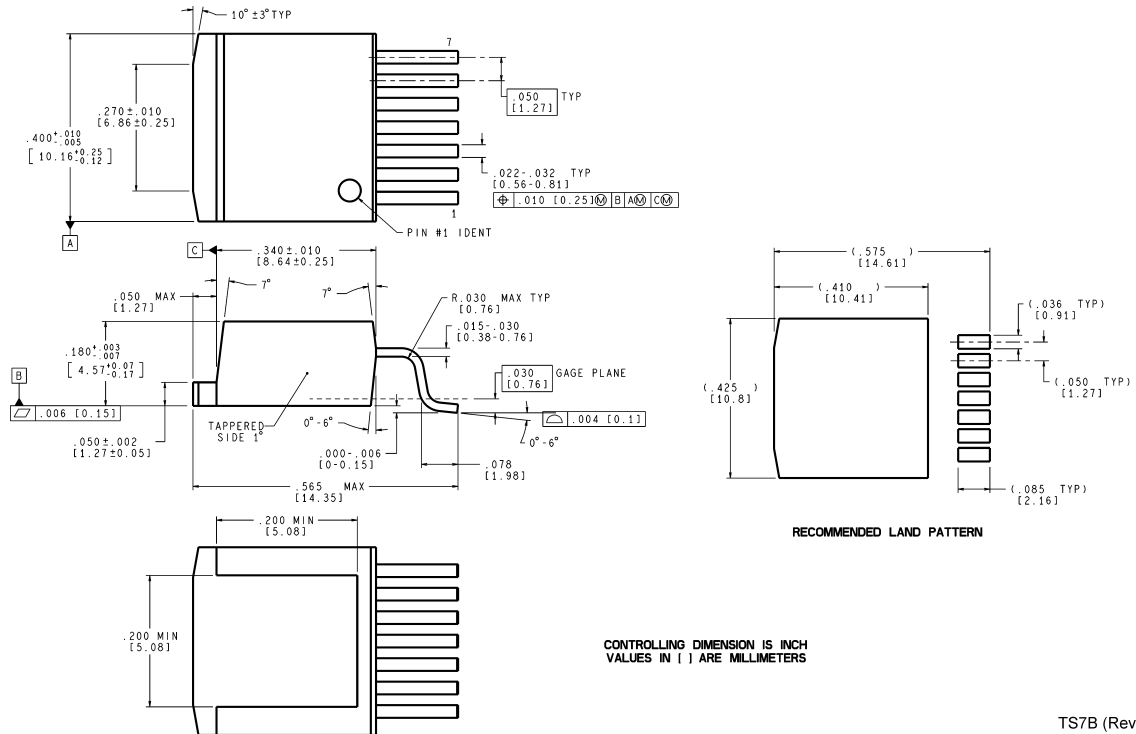 10° ±3° TYP
7
.050 TYP
[1.27]
.270±.010
[6.86±0.25]
.400+.010-.005
[ 10.16+0.25-0.12 ]
.022-.032 TYP
[0.56-0.81]
⌖ .010 [0.25]Ⓜ B AⓂ CⓂ
1
PIN #1 IDENT
A
C
.340±.010
[8.64±0.25]
(.575 )
[14.61]
(.410 )
[10.41]
.050 MAX
[1.27]
7°
7°
R.030 MAX TYP
[0.76]
.015-.030
[0.38-0.76]
(.036 TYP)
[0.91]
.180+.003-.007
[ 4.57+0.07-0.17 ]
B
⏥ .006 [0.15]
.030
[0.76]
GAGE PLANE
(.050 TYP)
[1.27]
(.425 )
[10.8]
TAPPERED
SIDE 1°
0°-6°
⌓ .004 [0.1]
0°-6°
.050±.002
[1.27±0.05]
.000-.006
[0-0.15]
.078
[1.98]
.565 MAX
[14.35]
(.085 TYP)
[2.16]
RECOMMENDED LAND PATTERN
.200 MIN
[5.08]
.200 MIN
[5.08]
CONTROLLING DIMENSION IS INCH
VALUES IN [ ] ARE MILLIMETERS
TS7B (Rev